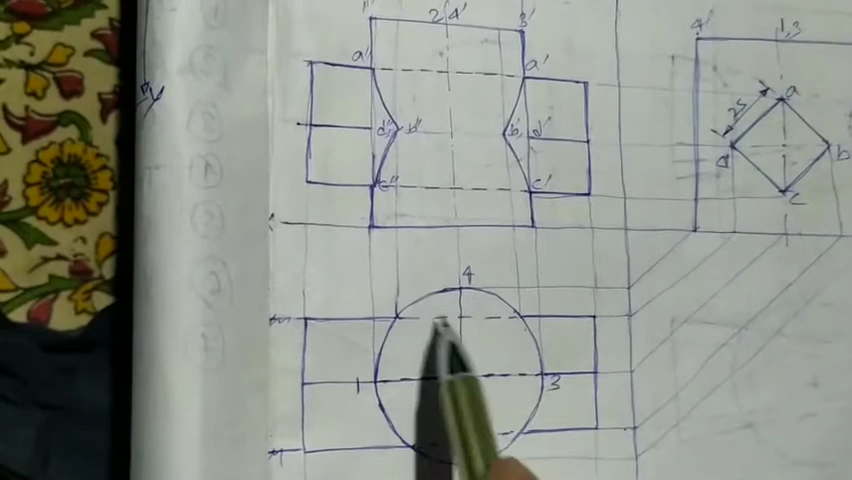 1' 2' 4' 3' 4' 1,3
a' a' a
25
d'' b'' b' d' d b
c'' c' c
4
1 3
y